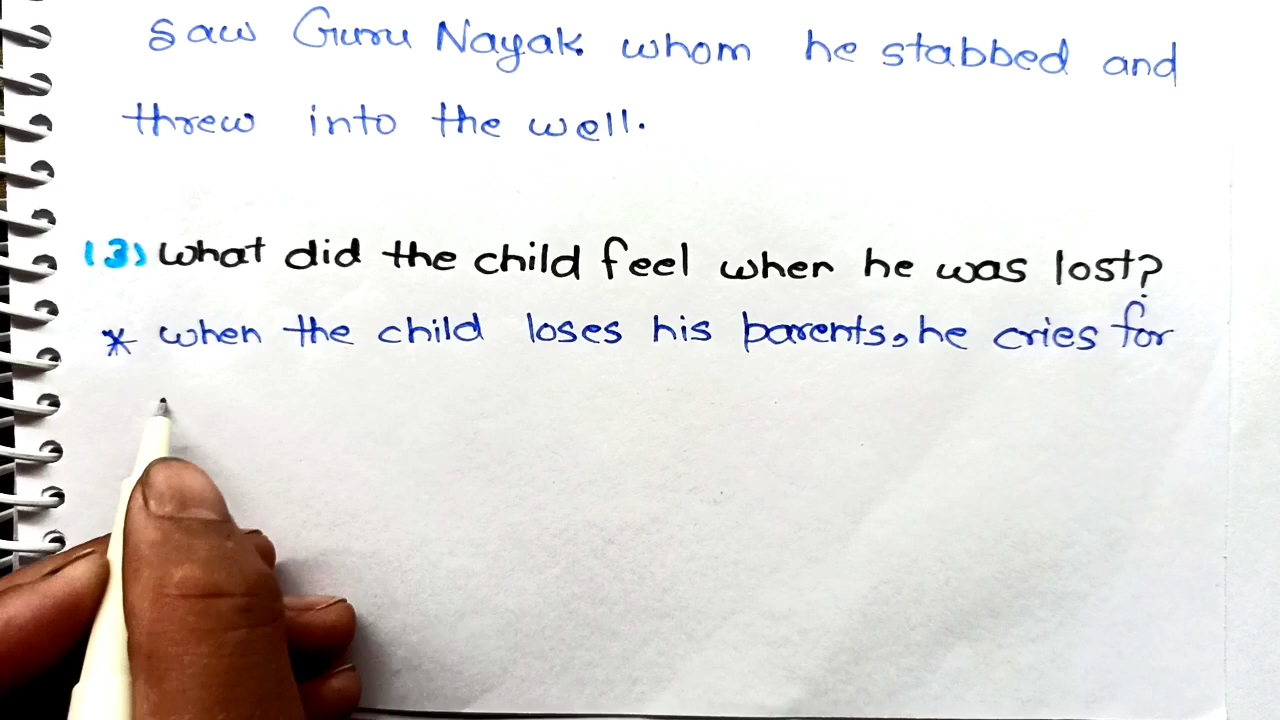 saw Guru Nayak whom he stabbed and
threw into the well.
(3) What did the child feel when he was lost?
* when the child loses his parents, he cries for